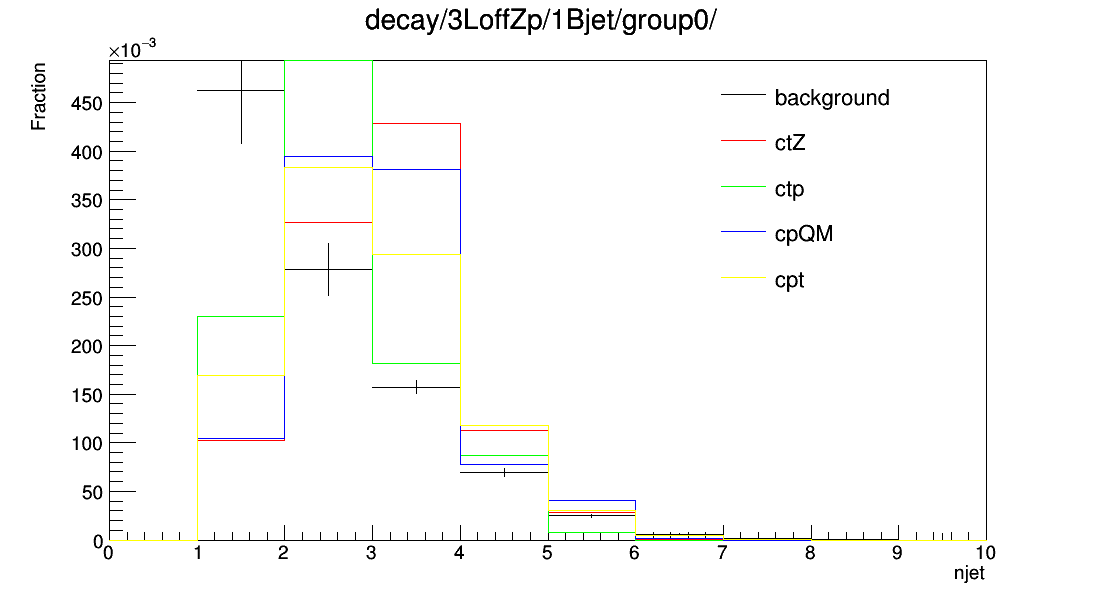 decay/3LoffZp/1Bjet/group0/
×10⁻³
Fraction
450
400
350
300
250
200
150
100
50
0
0 1 2 3 4 5 6 7 8 9 10
njet
background
ctZ
ctp
cpQM
cpt